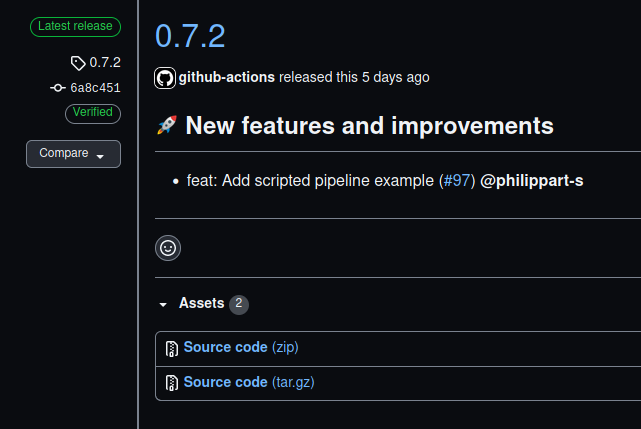 Latest release
0.7.2
6a8c451
Verified
Compare
0.7.2
github-actions released this 5 days ago
🚀 New features and improvements
• feat: Add scripted pipeline example (#97) @philippart-s
Assets 2
Source code (zip)
Source code (tar.gz)